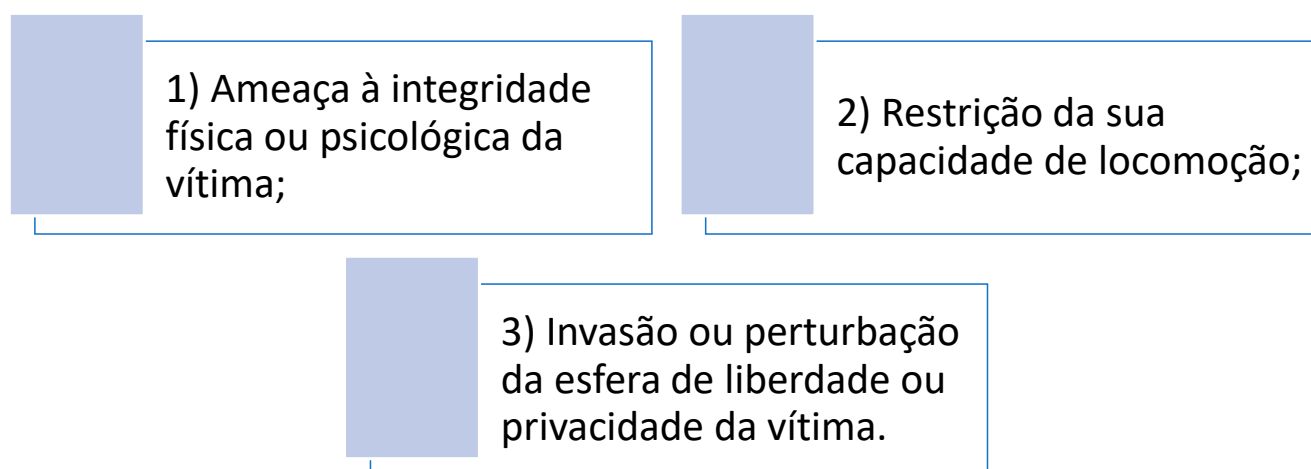 1) Ameaça à integridade
física ou psicológica da
vítima;
2) Restrição da sua
capacidade de locomoção;
3) Invasão ou perturbação
da esfera de liberdade ou
privacidade da vítima.